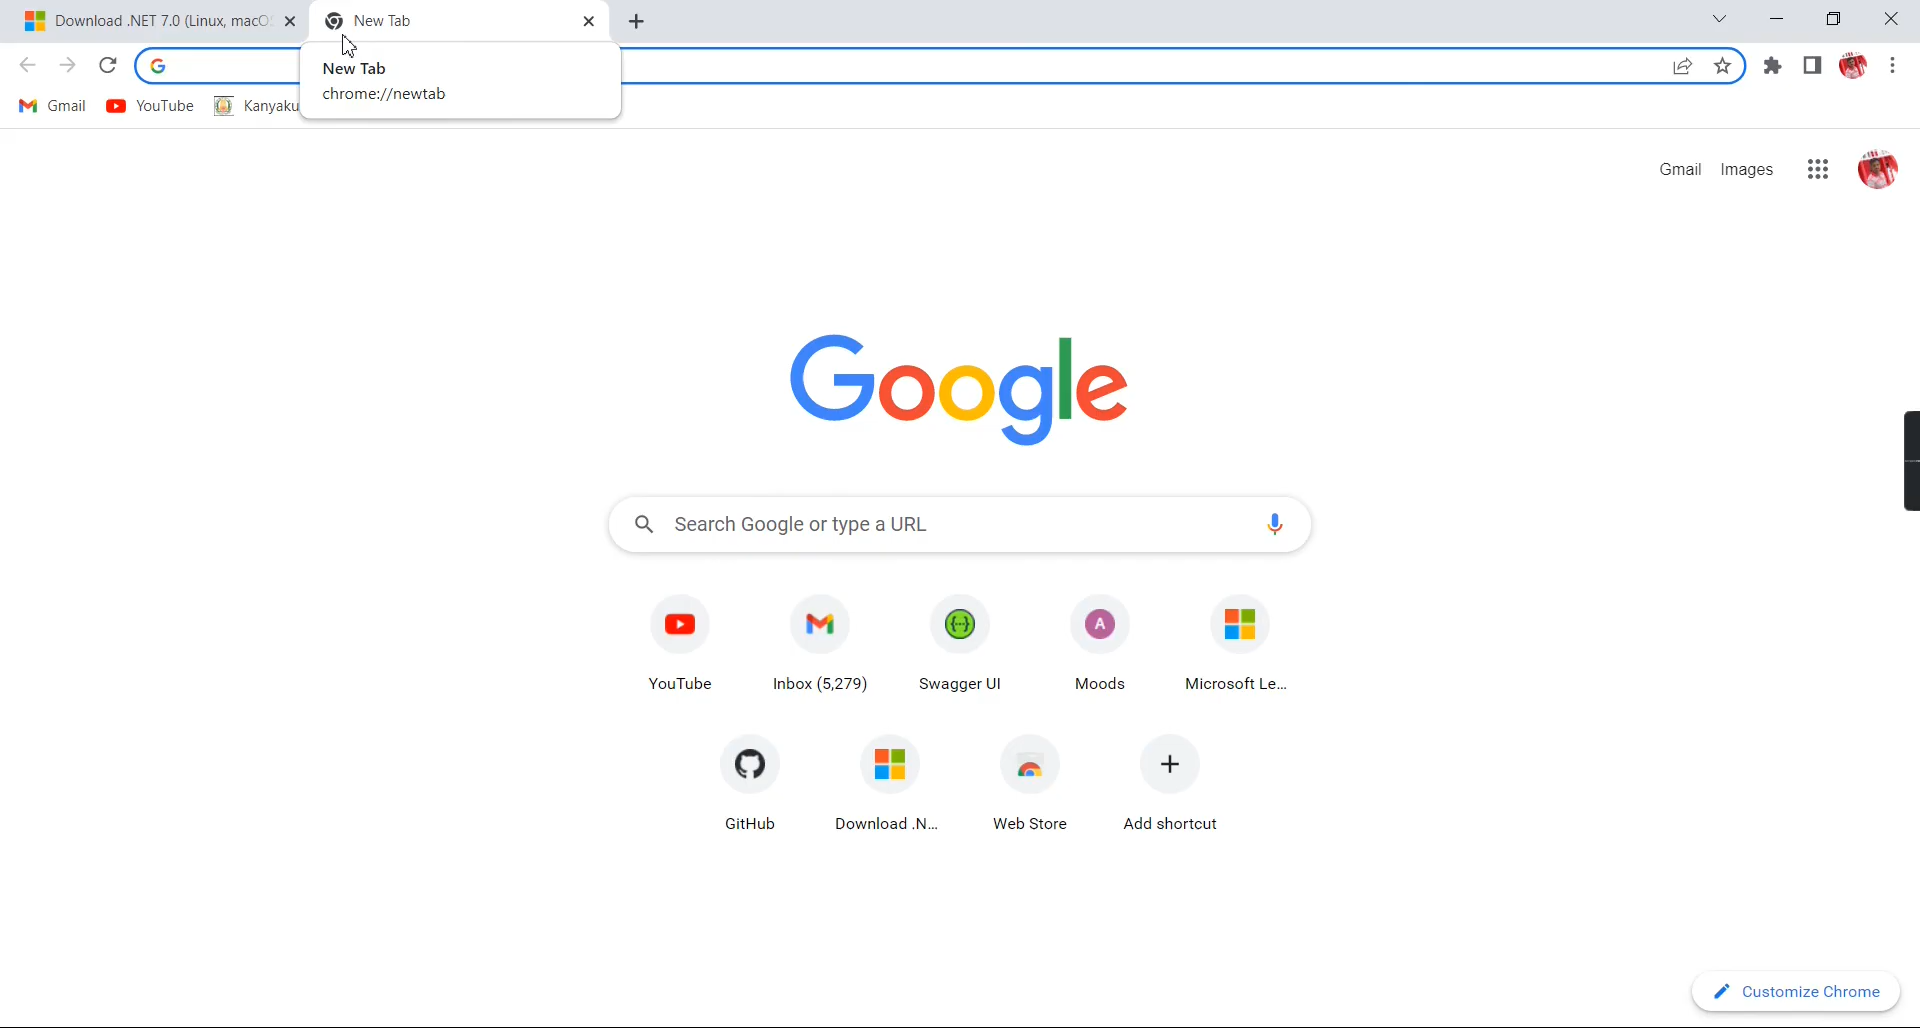 Download .NET 7.0 (Linux, macO
New Tab
New Tab
chrome://newtab
Gmail
YouTube
Kanyaku
Gmail
Images
Google
Search Google or type a URL
YouTube
Inbox (5,279)
Swagger UI
A
Moods
Microsoft Le...
GitHub
Download .N...
Web Store
Add shortcut
Customize Chrome